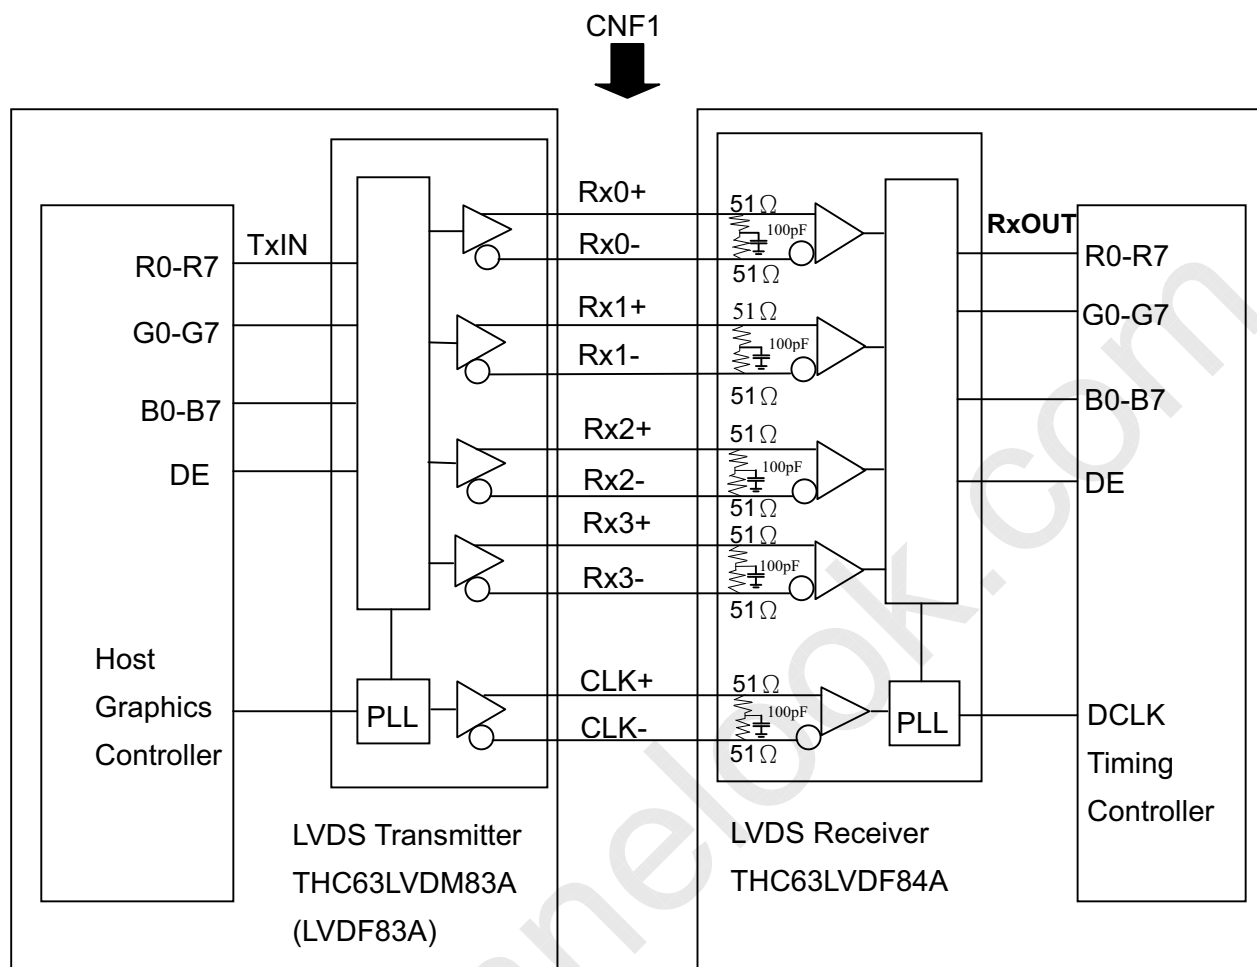 CNF1
TxIN
R0-R7
G0-G7
B0-B7
DE
Host
Graphics
Controller
PLL
Rx0+
Rx0-
Rx1+
Rx1-
Rx2+
Rx2-
Rx3+
Rx3-
CLK+
CLK-
51Ω
100pF
51Ω
51Ω
100pF
51Ω
51Ω
100pF
51Ω
51Ω
100pF
51Ω
51Ω
100pF
51Ω
PLL
RxOUT
R0-R7
G0-G7
B0-B7
DE
DCLK
Timing
Controller
LVDS Transmitter
THC63LVDM83A
(LVDF83A)
LVDS Receiver
THC63LVDF84A
nelook.com